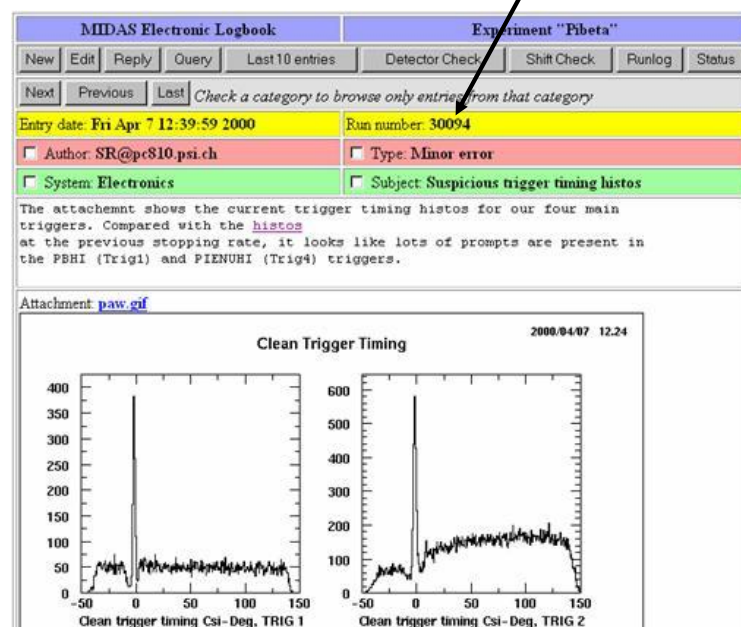 MIDAS Electronic Logbook Experiment "Pibeta"
New Edit Reply Query Last 10 entries Detector Check Shift Check Runlog Status
Next Previous Last Check a category to browse only entries from that category
Entry date: Fri Apr 7 12:39:59 2000 Run number: 30094
Author: SR@pc810.psi.ch Type: Minor error
System: Electronics Subject: Suspicious trigger timing histos
The attachemnt shows the current trigger timing histos for our four main
triggers. Compared with the histos
at the previous stopping rate, it looks like lots of prompts are present in
the PBHI (Trig1) and PIENUHI (Trig4) triggers.
Attachment: paw.gif
2000/04/07 12.24
Clean Trigger Timing
400
350
300
250
200
150
100
50
0
-50 0 50 100 150
Clean trigger timing Csi-Deg, TRIG 1
600
500
400
300
200
100
0
-50 0 50 100 150
Clean trigger timing Csi-Deg, TRIG 2